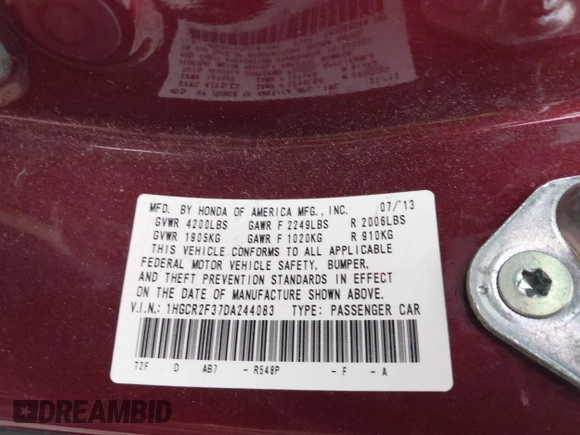 MFD. BY HONDA OF AMERICA MFG., INC. 07/13
GVWR 4200LBS GAWR F 2249LBS R 2006LBS
GVWR 1905KG GAWR F 1020KG R 910KG
THIS VEHICLE CONFORMS TO ALL APPLICABLE
FEDERAL MOTOR VEHICLE SAFETY, BUMPER,
AND THEFT PREVENTION STANDARDS IN EFFECT
ON THE DATE OF MANUFACTURE SHOWN ABOVE.
V.I.N.: 1HGCR2F37DA244083 TYPE: PASSENGER CAR
T2F D AB7 - R548P - F - A
DREAMBID